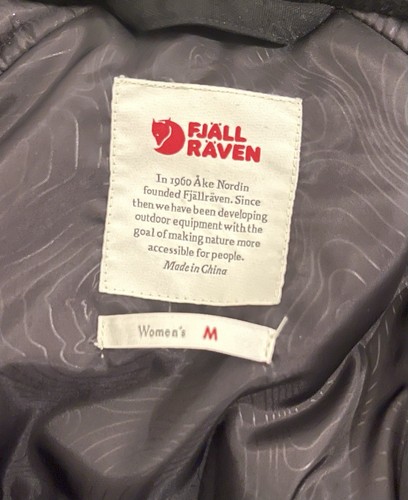 FJÄLL
RÄVEN
In 1960 Åke Nordin
founded Fjällräven. Since
then we have been developing
outdoor equipment with the
goal of making nature more
accessible for people.
Made in China
Women's M